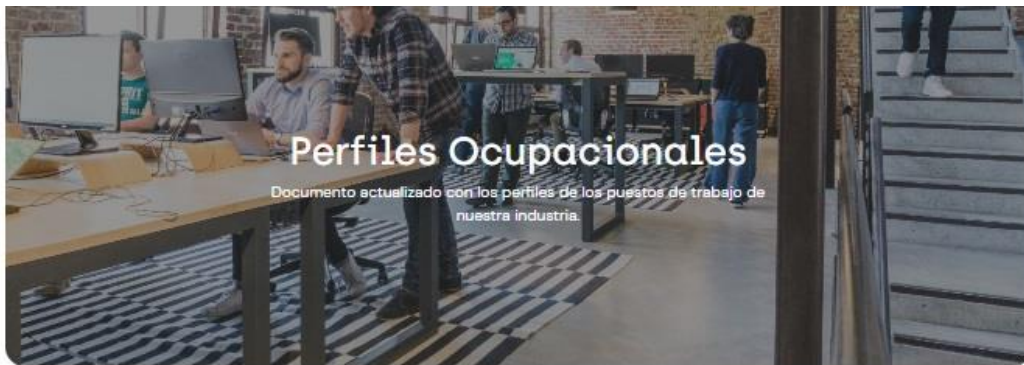 Perfiles Ocupacionales
Documento actualizado con los perfiles de los puestos de trabajo de
nuestra industria.